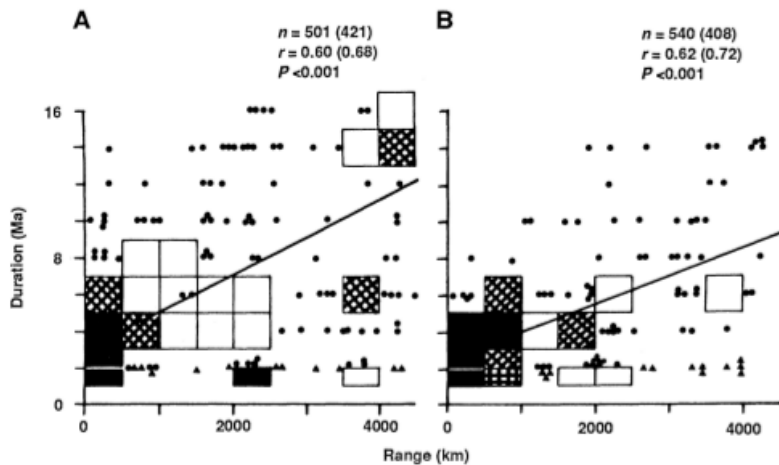 A
n = 501 (421)
r = 0.60 (0.68)
P <0.001
B
n = 540 (408)
r = 0.62 (0.72)
P <0.001
16
8
4
0
Duration (Ma)
0
2000
4000
0
2000
4000
Range (km)